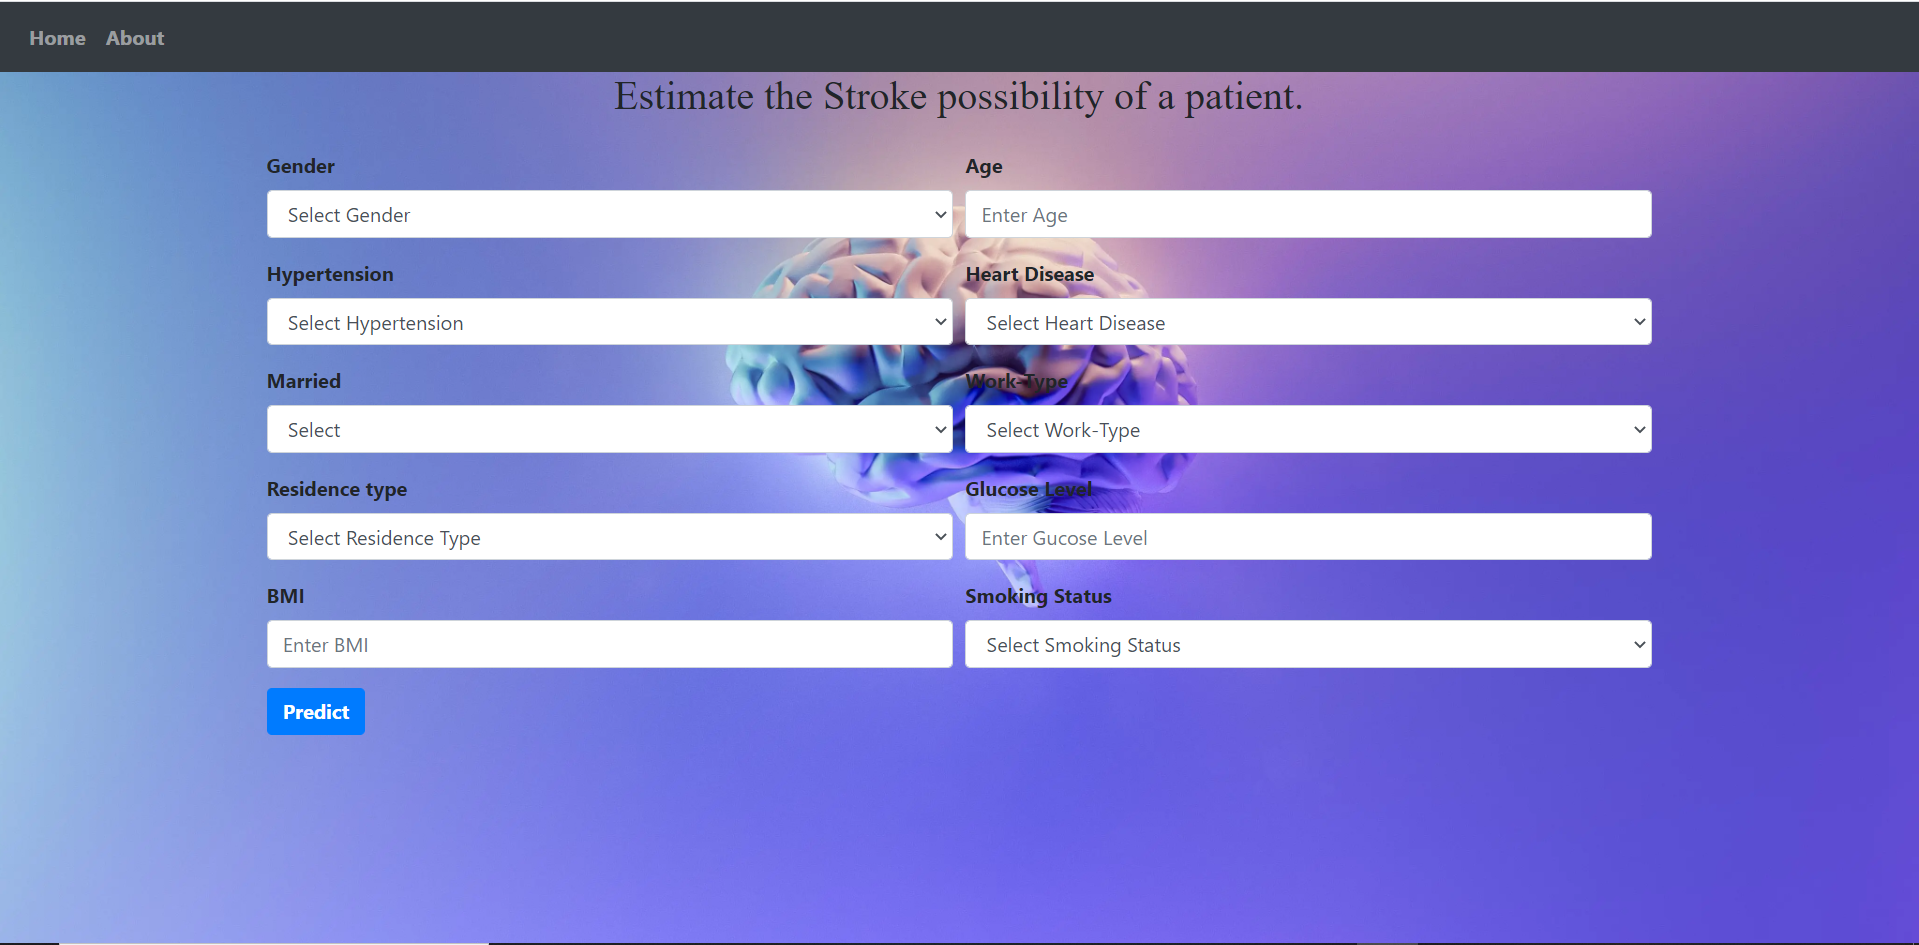 Home About
Estimate the Stroke possibility of a patient.
Gender Age
Select Gender Enter Age
Hypertension Heart Disease
Select Hypertension Select Heart Disease
Married Work-Type
Select Select Work-Type
Residence type Glucose Level
Select Residence Type Enter Gucose Level
BMI Smoking Status
Enter BMI Select Smoking Status
Predict